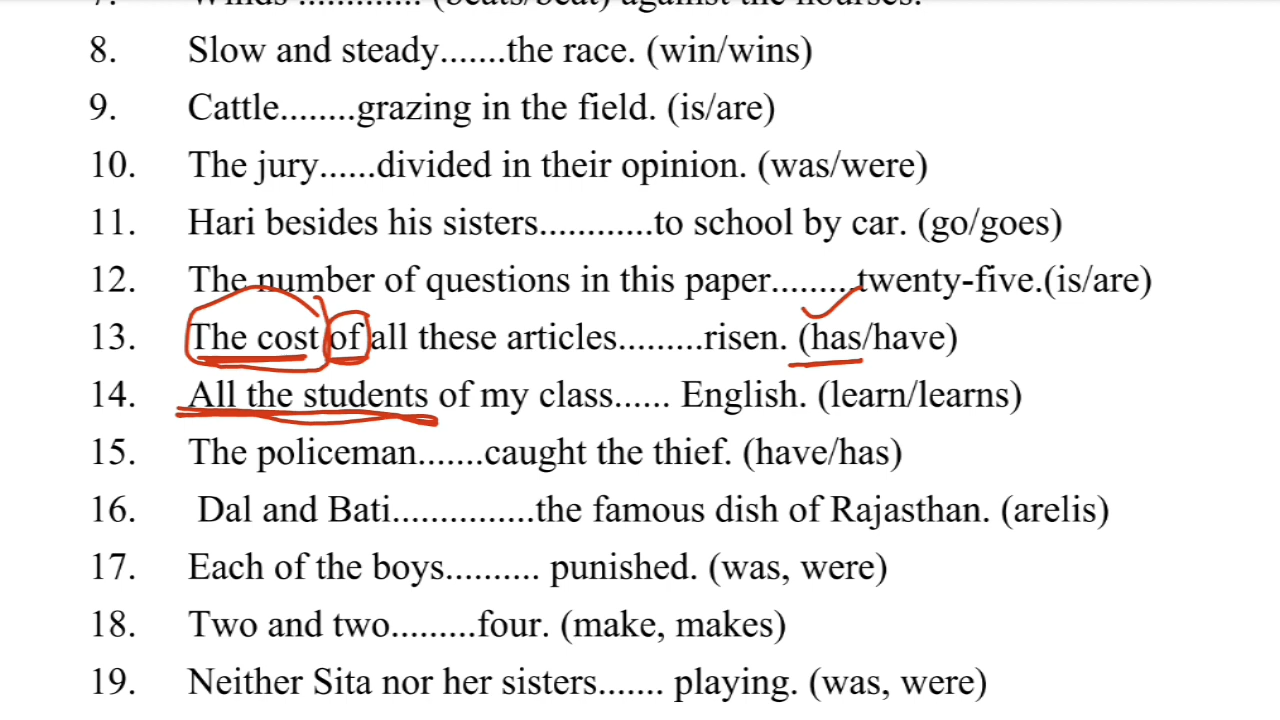 8. Slow and steady.......the race. (win/wins)
9. Cattle........grazing in the field. (is/are)
10. The jury......divided in their opinion. (was/were)
11. Hari besides his sisters............to school by car. (go/goes)
12. The number of questions in this paper.........twenty-five.(is/are)
13. The cost of all these articles.........risen. (has/have)
14. All the students of my class...... English. (learn/learns)
15. The policeman.......caught the thief. (have/has)
16. Dal and Bati...............the famous dish of Rajasthan. (arelis)
17. Each of the boys.......... punished. (was, were)
18. Two and two.........four. (make, makes)
19. Neither Sita nor her sisters....... playing. (was, were)